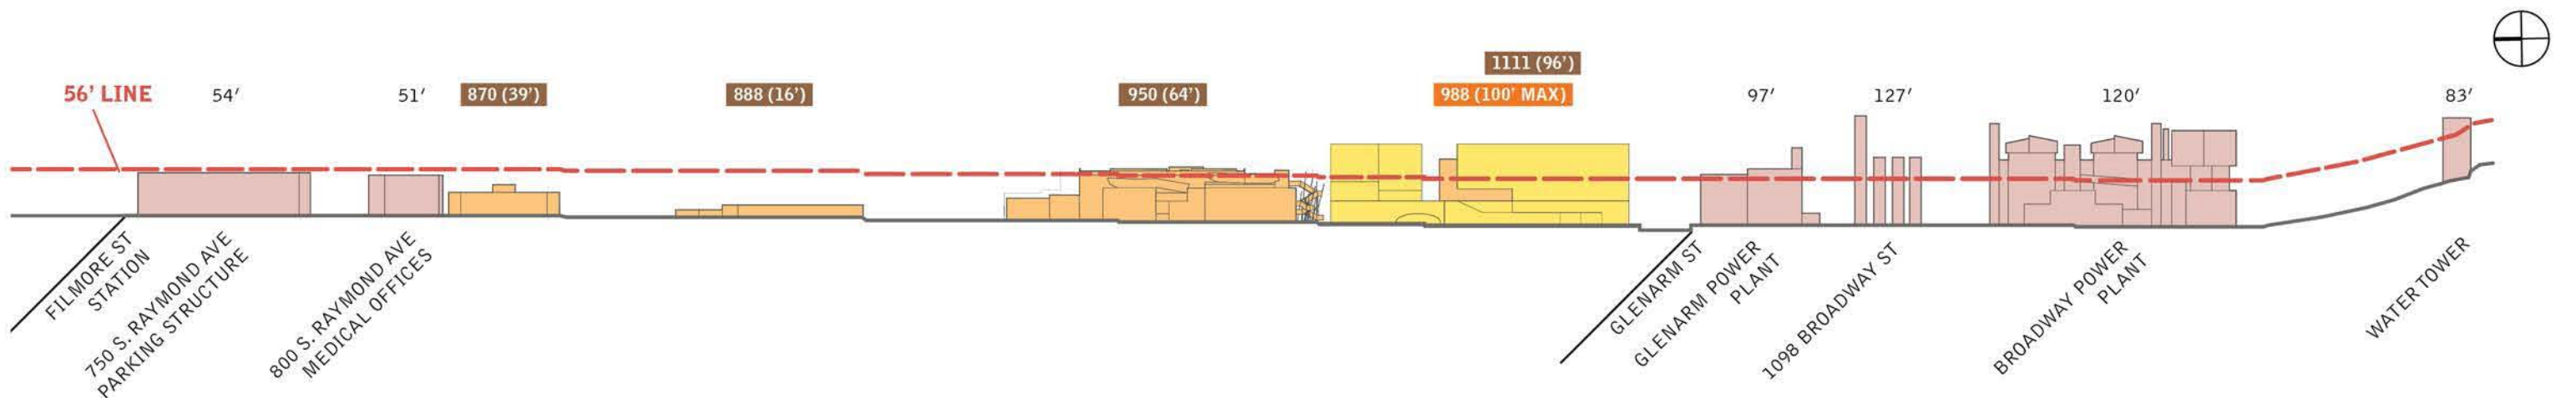 1111 (96’)
56’ LINE
54’
51’
870 (39’)
888 (16’)
950 (64’)
988 (100’ MAX)
97’
127’
120’
83’
FILMORE ST
STATION
750 S. RAYMOND AVE
PARKING STRUCTURE
800 S. RAYMOND AVE
MEDICAL OFFICES
GLENARM ST
GLENARM POWER
PLANT
1098 BROADWAY ST
BROADWAY POWER
PLANT
WATER TOWER